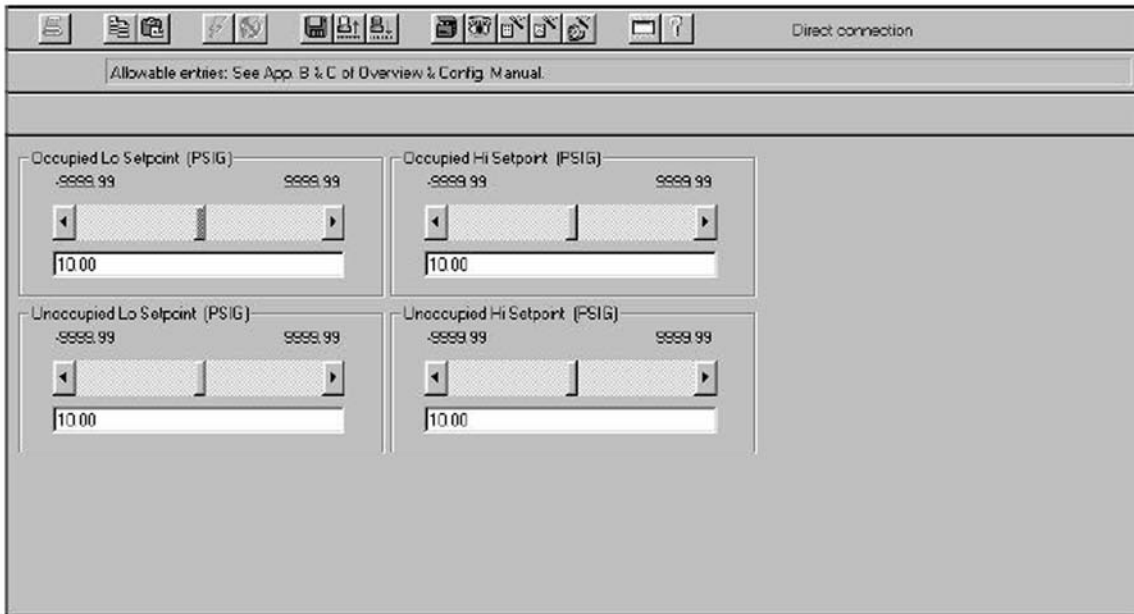 Direct connection
Allowable entries: See App. B & C of Overview & Config. Manual.
Occupied Lo Setpoint (PSIG)
-9999.99 9999.99
10.00
Occupied Hi Setpoint (PSIG)
-9999.99 9999.99
10.00
Unoccupied Lo Setpoint (PSIG)
-9999.99 9999.99
10.00
Unoccupied Hi Setpoint (PSIG)
-9999.99 9999.99
10.00